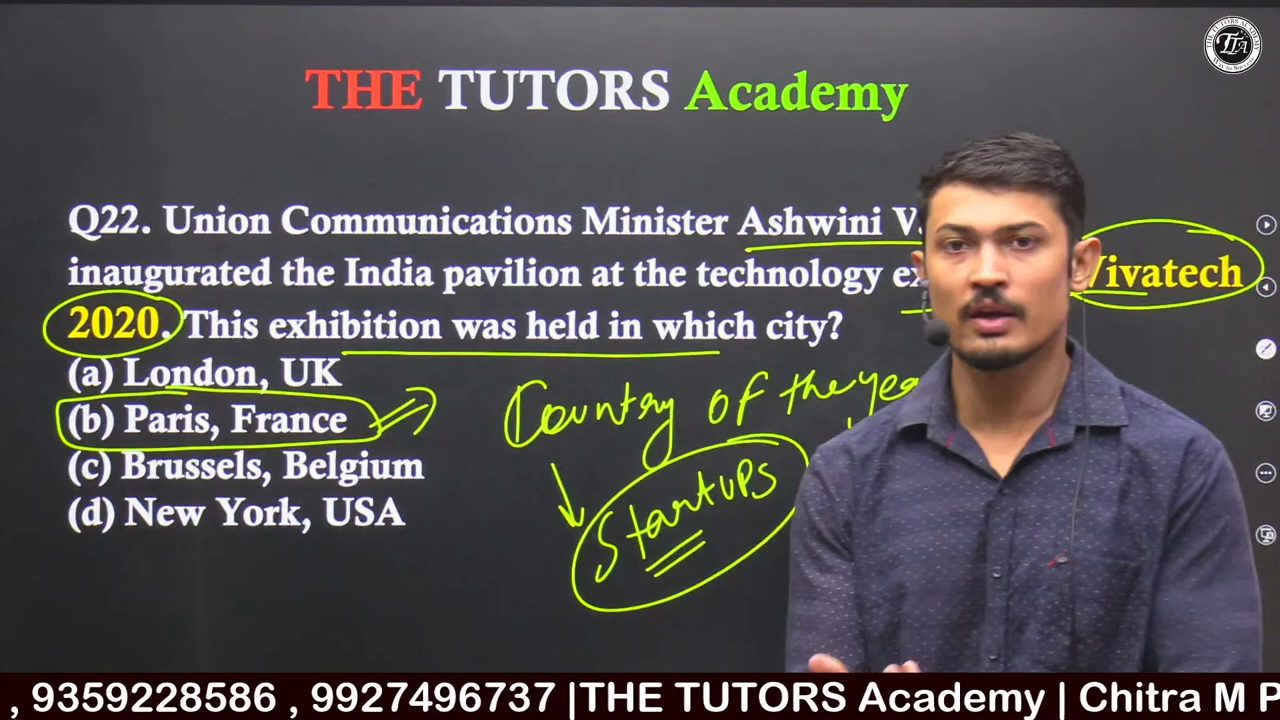 THE TUTORS Academy
Q22. Union Communications Minister Ashwini V
inaugurated the India pavilion at the technology ex Vivatech
2020. This exhibition was held in which city?
(a) London, UK
(b) Paris, France
(c) Brussels, Belgium
(d) New York, USA
Country of the yea
Startups
, 9359228586 , 9927496737 |THE TUTORS Academy | Chitra M P